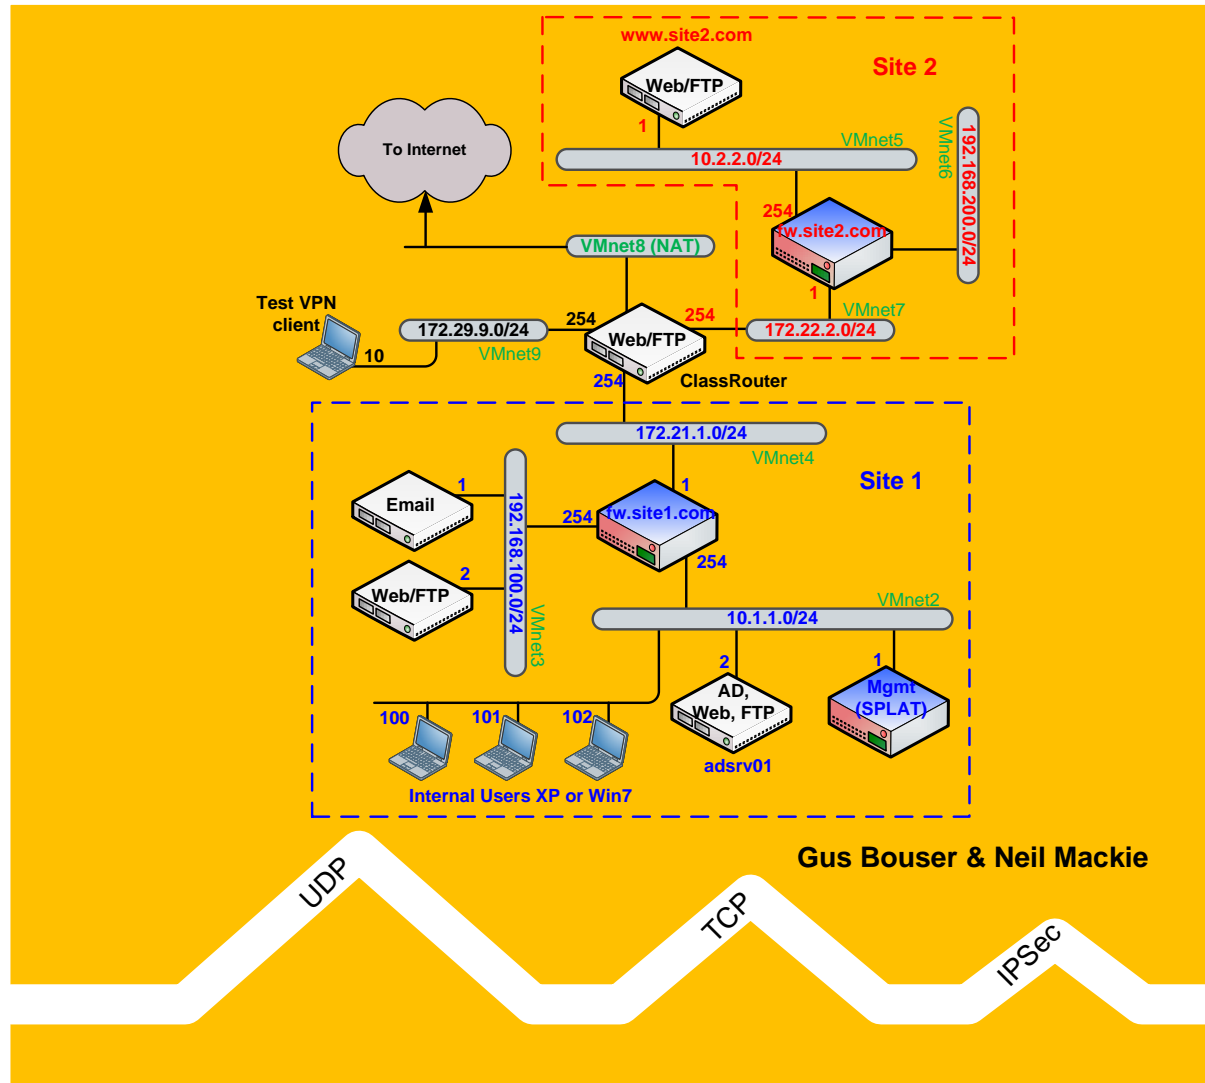 www.site2.com
Site 2
Web/FTP
1
VMnet5
10.2.2.0/24
VMnet6
192.168.200.0/24
To Internet
254
fw.site2.com
VMnet8 (NAT)
1
VMnet7
172.22.2.0/24
Test VPN
client
10
172.29.9.0/24
VMnet9
254
254
Web/FTP
254
ClassRouter
172.21.1.0/24
VMnet4
Site 1
1
fw.site1.com
254
254
Email
1
192.168.100.0/24
Web/FTP
2
VMnet3
VMnet2
10.1.1.0/24
2
AD,
Web, FTP
adsrv01
1
Mgmt
(SPLAT)
100
101
102
Internal Users XP or Win7
Gus Bouser & Neil Mackie
UDP
TCP
IPSec